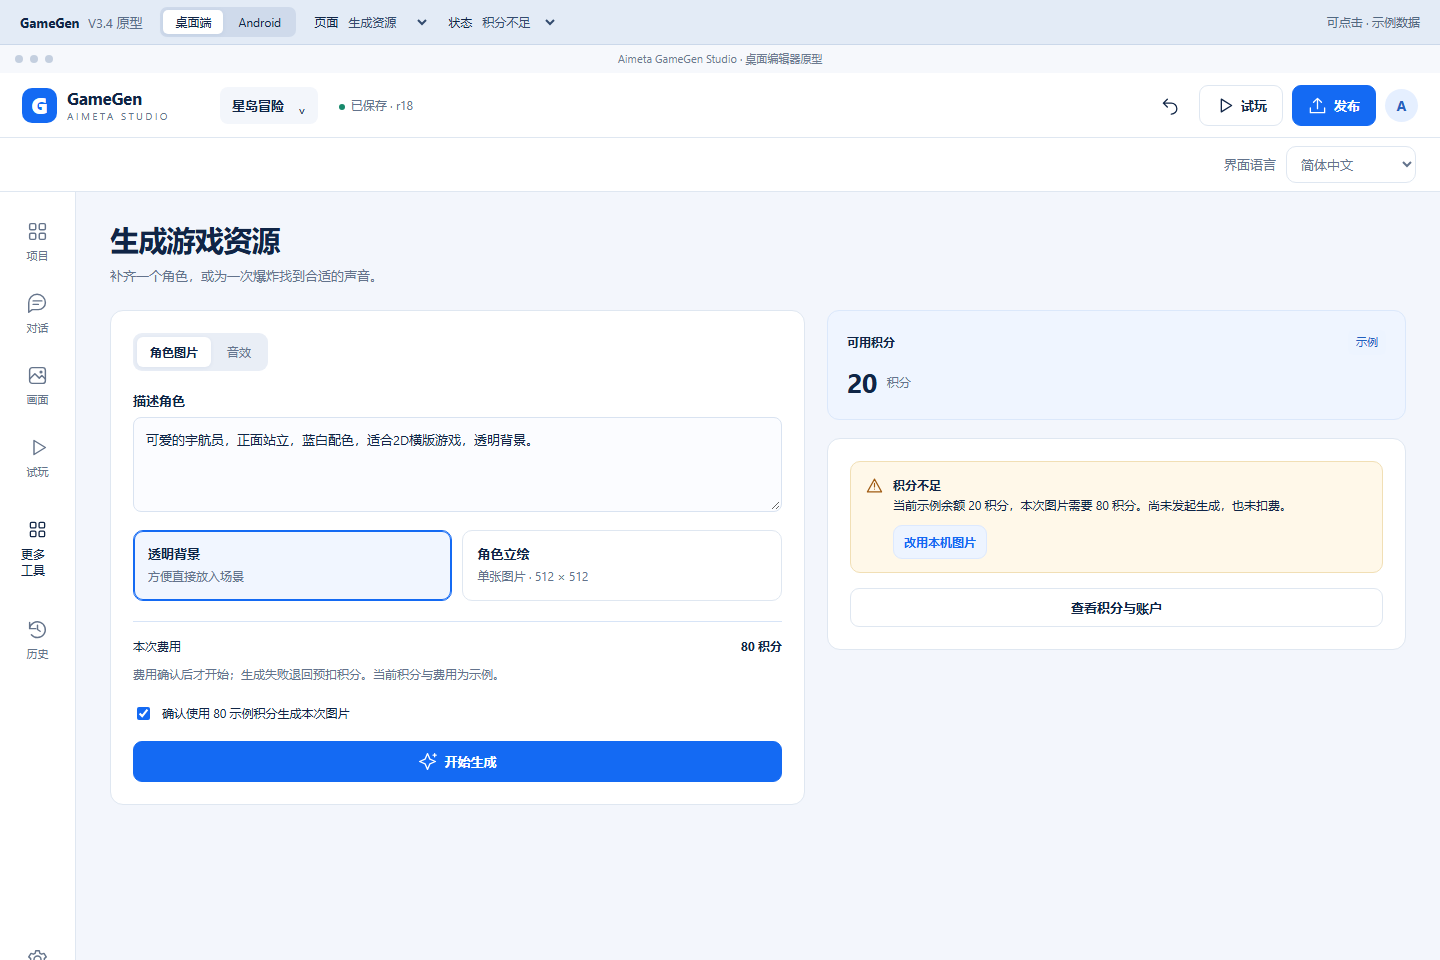 GameGen V3.4 原型 桌面端 Android 页面 生成资源 状态 积分不足 可点击 · 示例数据
Aimeta GameGen Studio · 桌面编辑器原型
G GameGen
AIMETA STUDIO
星岛冒险 已保存 · r18 试玩 发布 A
界面语言 简体中文
项目
对话
画面
试玩
更多
工具
历史
生成游戏资源
补齐一个角色，或为一次爆炸找到合适的声音。
角色图片 音效
描述角色
可爱的宇航员，正面站立，蓝白配色，适合2D横版游戏，透明背景。
透明背景
方便直接放入场景
角色立绘
单张图片 · 512 × 512
本次费用 80 积分
费用确认后才开始；生成失败退回预扣积分。当前积分与费用为示例。
确认使用 80 示例积分生成本次图片
开始生成
可用积分 示例
20 积分
积分不足
当前示例余额 20 积分，本次图片需要 80 积分。尚未发起生成，也未扣费。
改用本机图片
查看积分与账户